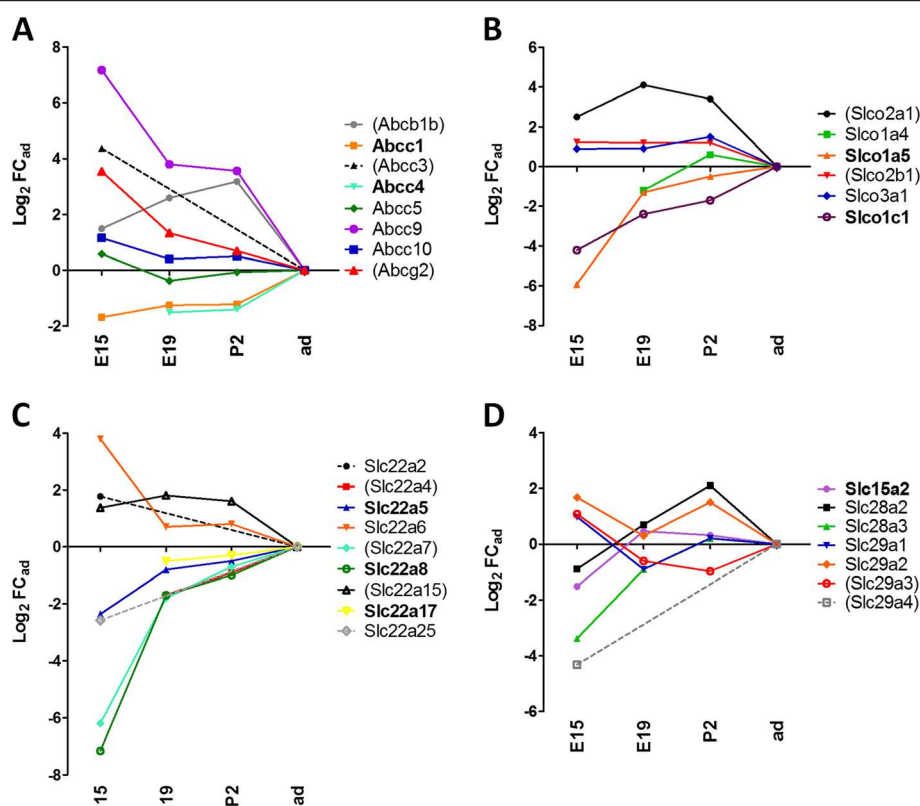 A
Log2 FCad
8
6
4
2
0
-2
E15
E19
P2
ad
(Abcb1b)
Abcc1
(Abcc3)
Abcc4
Abcc5
Abcc9
Abcc10
(Abcg2)
B
Log2 FCad
6
4
2
0
-2
-4
-6
-8
E15
E19
P2
ad
(Slco2a1)
Slco1a4
Slco1a5
(Slco2b1)
Slco3a1
Slco1c1
C
Log2 FCad
4
2
0
-2
-4
-6
-8
15
19
P2
ad
Slc22a2
(Slc22a4)
Slc22a5
Slc22a6
(Slc22a7)
Slc22a8
(Slc22a15)
Slc22a17
Slc22a25
D
Log2 FCad
4
2
0
-2
-4
-6
E15
E19
P2
ad
Slc15a2
Slc28a2
Slc28a3
Slc29a1
Slc29a2
(Slc29a3)
(Slc29a4)